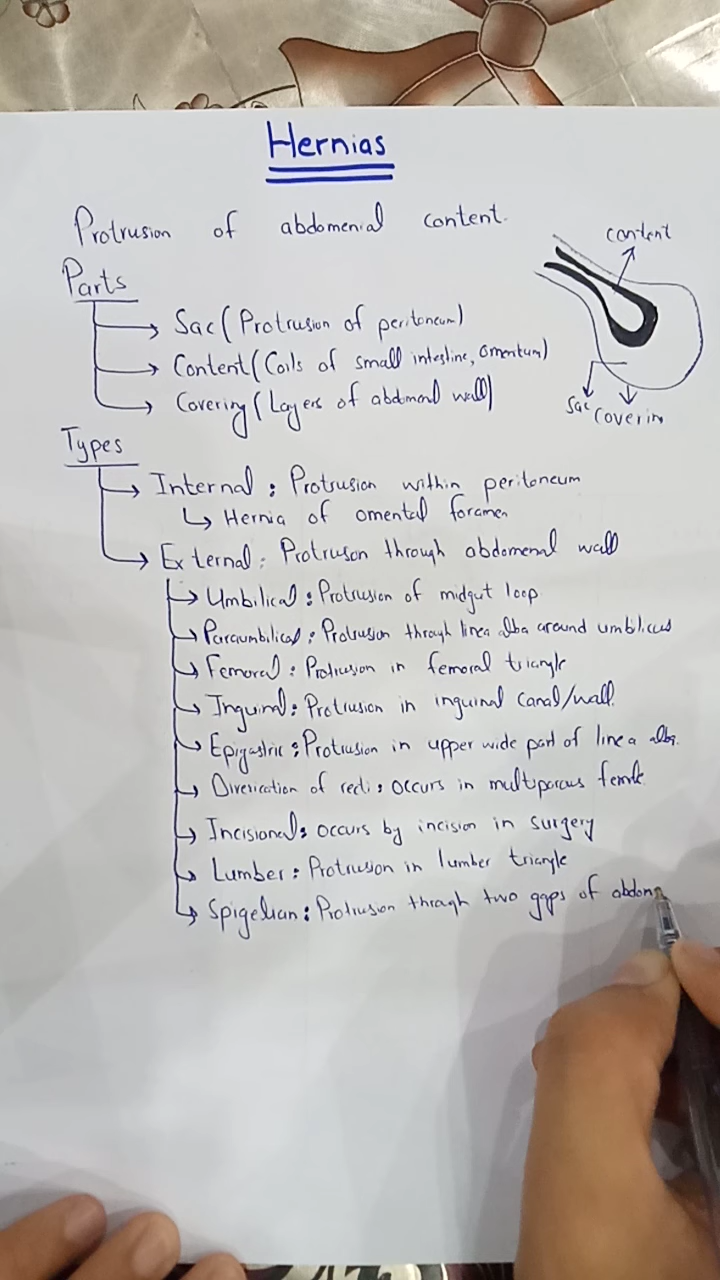 Hernias
Protrusion of abdomenial content.
content
Parts
Sac (Protrusion of peritoneum)
Content (Coils of small intestine, omentum)
Covering (Layers of abdomenal wall)
Sac
Coverin
Types
Internal : Protrusion within peritoneum
Hernia of omental foramen
External : Protruson through abdomenal wall
Umbilical : Protrusion of midgut loop
Paraumbilical : Protrusion through linea alba around umbilicus
Femoral : Protrusion in femoral triangle
Inguinal : Protrusion in inguinal canal/wall.
Epigastric : Protrusion in upper wide part of linea alba.
of recti : occurs in multiparous female.
Incisional : occurs by incision in surgery
Lumber : Protrusion in lumber triangle
Spigelian : Protrusion through two gaps of abdom